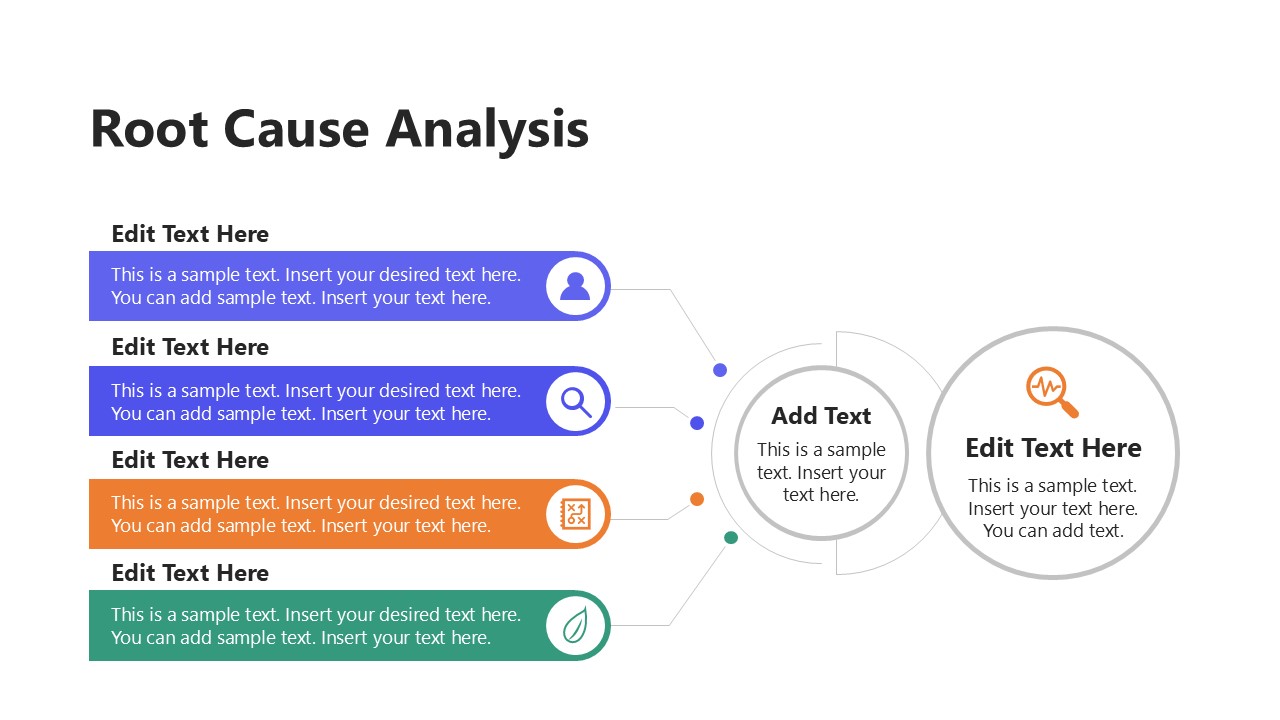 Root Cause Analysis
Edit Text Here
This is a sample text. Insert your desired text here.
You can add sample text. Insert your text here.
Edit Text Here
This is a sample text. Insert your desired text here.
You can add sample text. Insert your text here.
Edit Text Here
This is a sample text. Insert your desired text here.
You can add sample text. Insert your text here.
Edit Text Here
This is a sample text. Insert your desired text here.
You can add sample text. Insert your text here.
Add Text
This is a sample
text. Insert your
text here.
Edit Text Here
This is a sample text.
Insert your text here.
You can add text.